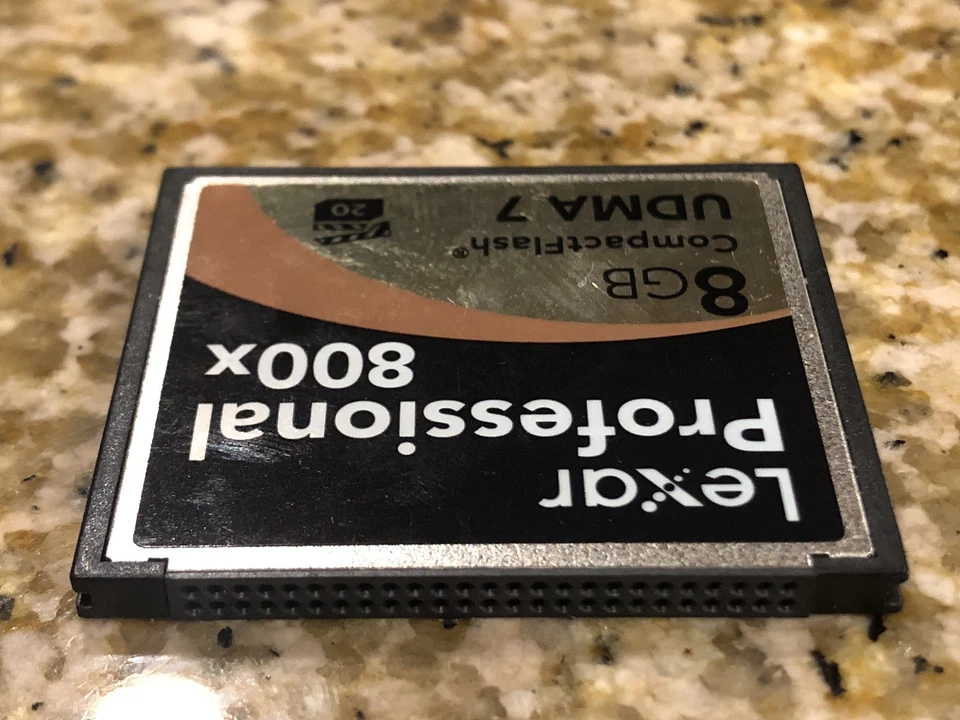 Lexar
Professional
800x
8GB
CompactFlash®
UDMA 7
20